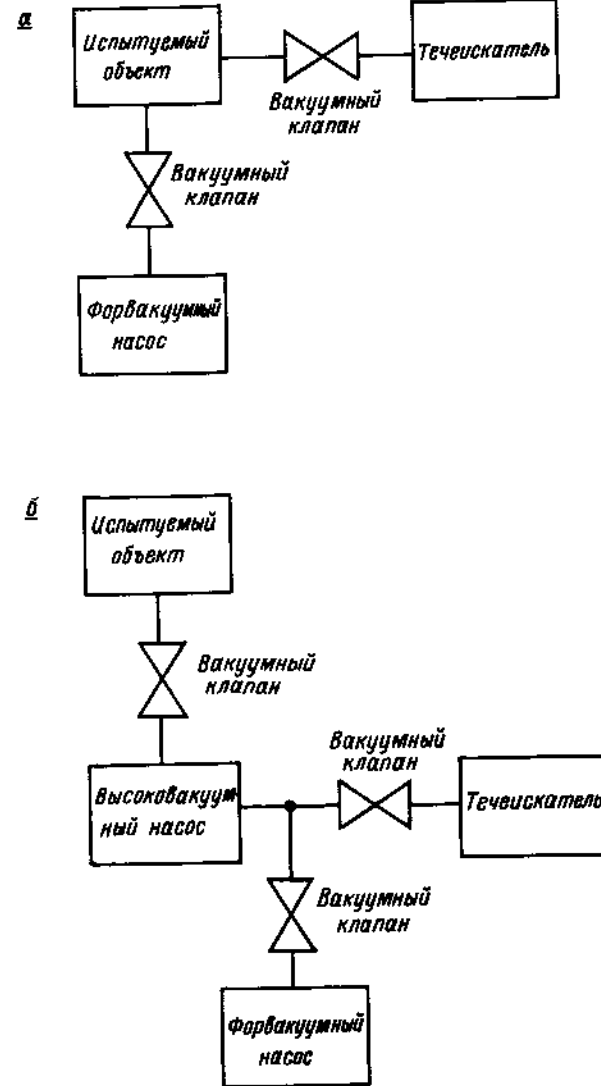 а
Испытуемый
объект
Течеискатель
Вакуумный
клапан
Вакуумный
клапан
Форвакуумный
насос
б
Испытуемый
объект
Вакуумный
клапан
Вакуумный
клапан
Высоковакуум-
ный насос
Течеискатель
Вакуумный
клапан
Форвакуумный
насос